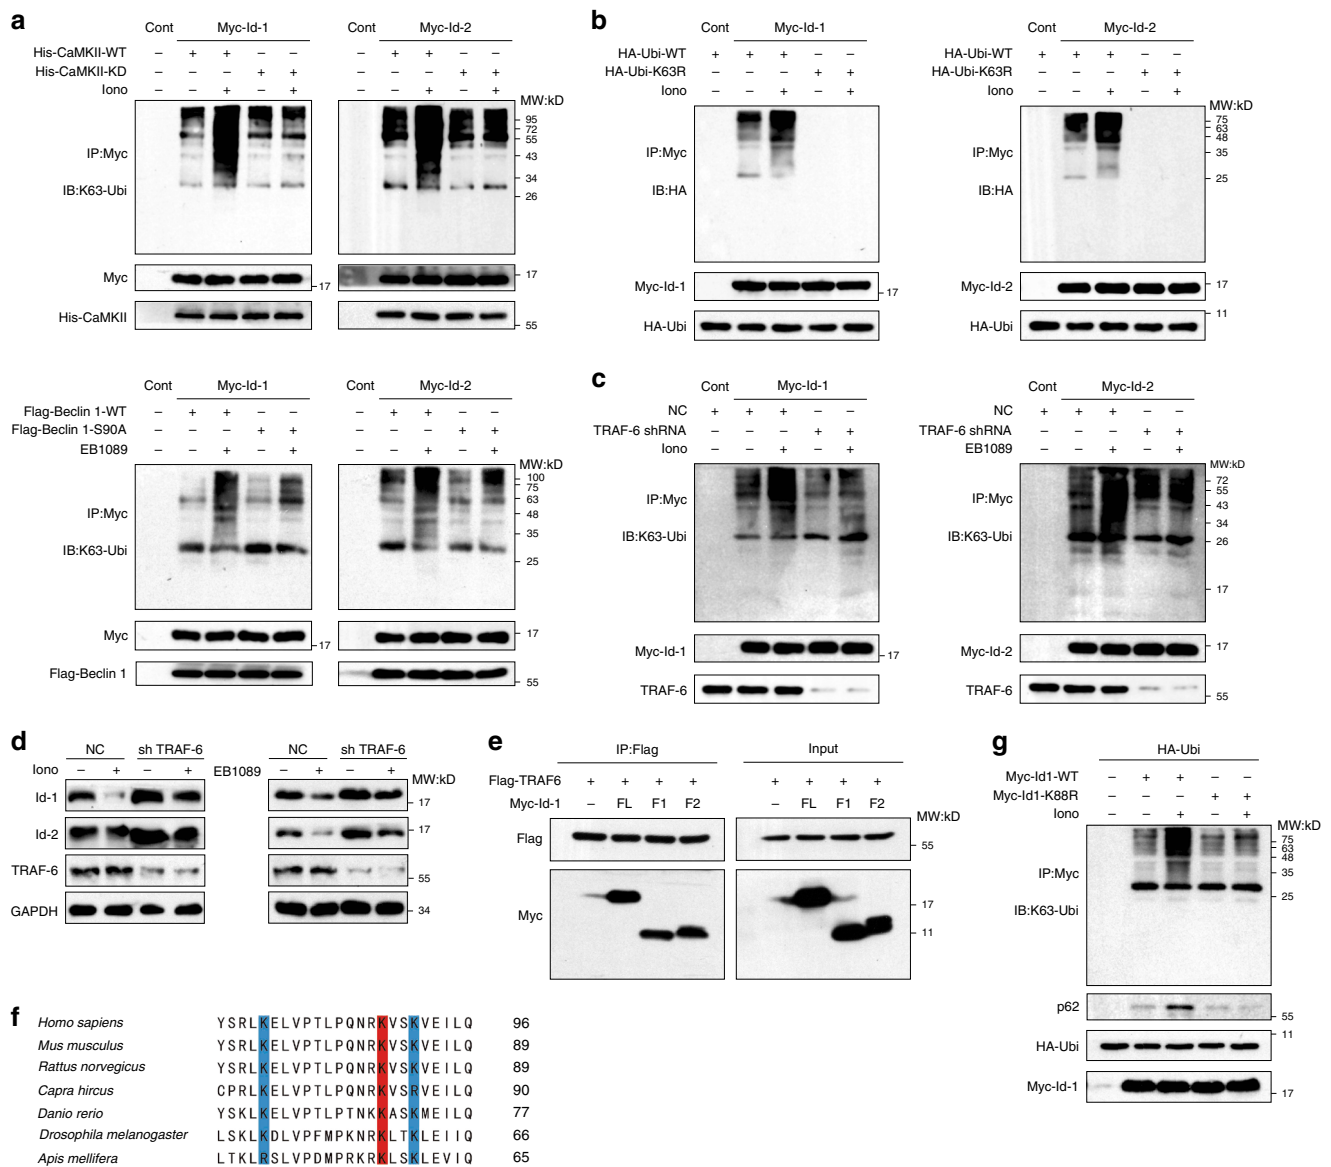 a
Cont Myc-Id-1 Cont Myc-Id-2
His-CaMKII-WT – + + – – – + + – –
His-CaMKII-KD – – – + + – – – + +
Iono – – + – + – – + – +
MW:kD
IP:Myc
IB:K63-Ubi
95
72
55
43
34
26
Myc 17 17
His-CaMKII 55
Cont Myc-Id-1 Cont Myc-Id-2
Flag-Beclin 1-WT – + + – – – + + – –
Flag-Beclin 1-S90A – – – + + – – – + +
EB1089 – – + – + – – + – +
MW:kD
IP:Myc
IB:K63-Ubi
100
75
63
48
35
25
Myc 17 17
Flag-Beclin 1 55
b
Cont Myc-Id-1
HA-Ubi-WT + + + – –
HA-Ubi-K63R – – – + +
Iono – – + – +
IP:Myc
IB:HA
Myc-Id-1 17
HA-Ubi
Cont Myc-Id-2
HA-Ubi-WT + + + – –
HA-Ubi-K63R – – – + +
Iono – – + – +
MW:kD
IP:Myc
IB:HA
75
63
48
35
25
Myc-Id-2 17
HA-Ubi 11
c
Cont Myc-Id-1
NC + + + – –
TRAF-6 shRNA – – – + +
Iono – – + – +
IP:Myc
IB:K63-Ubi
Myc-Id-1 17
TRAF-6
Cont Myc-Id-2
NC + + + – –
TRAF-6 shRNA – – – + +
EB1089 – – + – +
MW:kD
IP:Myc
IB:K63-Ubi
72
55
43
34
26
17
Myc-Id-2 17
TRAF-6 55
d
NC sh TRAF-6 NC sh TRAF-6
Iono – + – + EB1089 – + – +
MW:kD
Id-1 17
Id-2 17
TRAF-6 55
GAPDH 34
e
IP:Flag Input
Flag-TRAF6 + + + + + + + +
Myc-Id-1 – FL F1 F2 – FL F1 F2
MW:kD
Flag 55
Myc 17
11
f
Homo sapiens YSRLKELVPTLPQNRKVSKVEILQ 96
Mus musculus YSRLKELVPTLPQNRKVSKVEILQ 89
Rattus norvegicus YSRLKELVPTLPQNRKVSKVEILQ 89
Capra hircus CPRLKELVPTLPQNRKVSRVEILQ 90
Danio rerio YSKLKELVPTLPTNKKASKMEILQ 77
Drosophila melanogaster LSKLKDLVPFMPKNRKLTKLEIIQ 66
Apis mellifera LTKLRSLVPDMPRKRKLSKLEVIQ 65
g
HA-Ubi
Myc-Id1-WT – + + – –
Myc-Id1-K88R – – – + +
Iono – – + – +
MW:kD
IP:Myc
IB:K63-Ubi
75
63
48
35
25
p62 55
HA-Ubi 11
Myc-Id-1 17